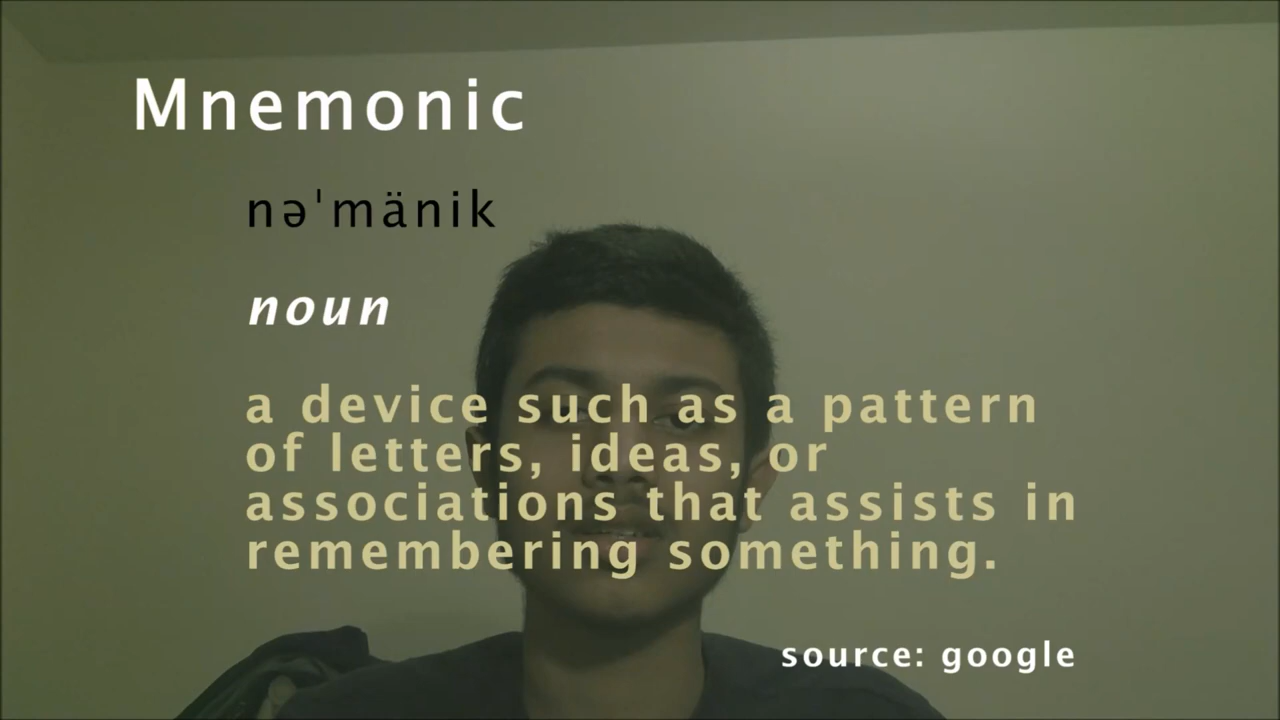 Mnemonic
nəˈmänik
noun
a device such as a pattern
of letters, ideas, or
associations that assists in
remembering something.
source: google